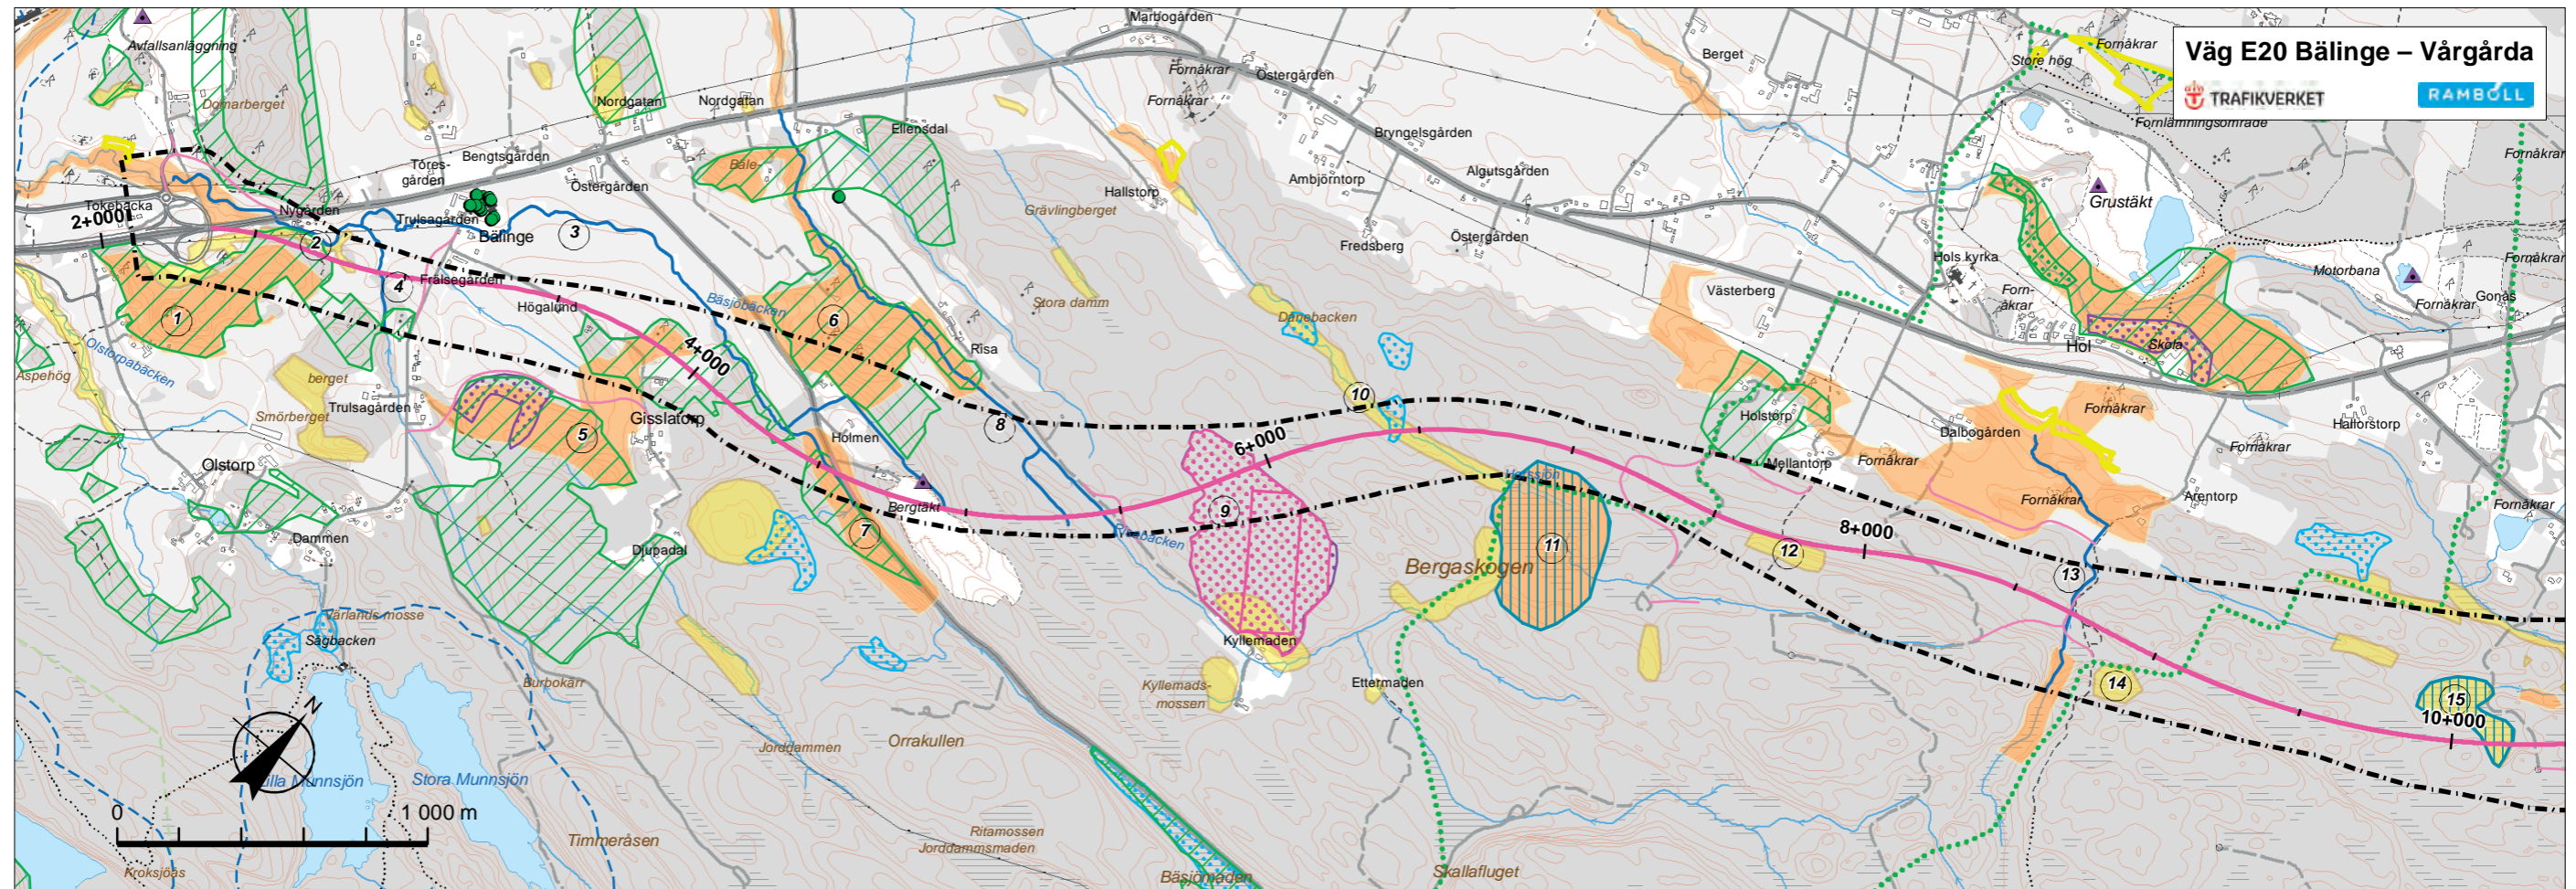 Väg E20 Bälinge – Vårgårda
TRAFIKVERKET
RAMBOLL
Marbogården
Avfallsanläggning
Fornåkrar
Store hög
Berget
Fornåkrar
Östergården
Domarberget
Nordgatan
Nordgatan
Fornåkrar
Fornlämningsområde
Ellensdal
Bryngelsgården
Bengtsgården
Tores-
gården
Östergården
Båle-
Fornåkrar
Algutsgården
Ambjörntorp
Hallstorp
Grustäkt
Tokebacka
2+000
Nygården
Trulsagården
Bälinge
3
Grävlingberget
Fredsberg
Östergården
2
Hols kyrka
Fornåkrar
4
Frälsegården
Motorbana
Högalund
Bäsjöbäcken
Stora damm
Dånebacken
Västerberg
Forn-
åkrar
Fornåkrar
Gonås
1
6
Olstorpabäcken
4+000
Risa
Hol
Skola
Aspehög
berget
Smörberget
Trulsagården
10
Gisslatorp
5
Holmen
8
6+000
Holstorp
Dalbogården
Fornåkrar
Hallorstorp
Fornåkrar
Olstorp
Mellantorp
Fornåkrar
Horssjön
Bergtäkt
9
Fornåkrar
Arentorp
Fornåkrar
Dammen
Djupadal
7
Risabäcken
11
12
8+000
Bergaskogen
13
Värlands mosse
Sågbacken
Kyllemaden
Burbokärr
Kyllemads-
mossen
Ettermaden
14
15
10+000
N
Jorddammen
Orrakullen
Lilla Munnsjön
Stora Munnsjön
0
1 000 m
Timmeråsen
Ritamossen
Jorddammsmaden
Kroksjöås
Bäsjömaden
Skallafluget